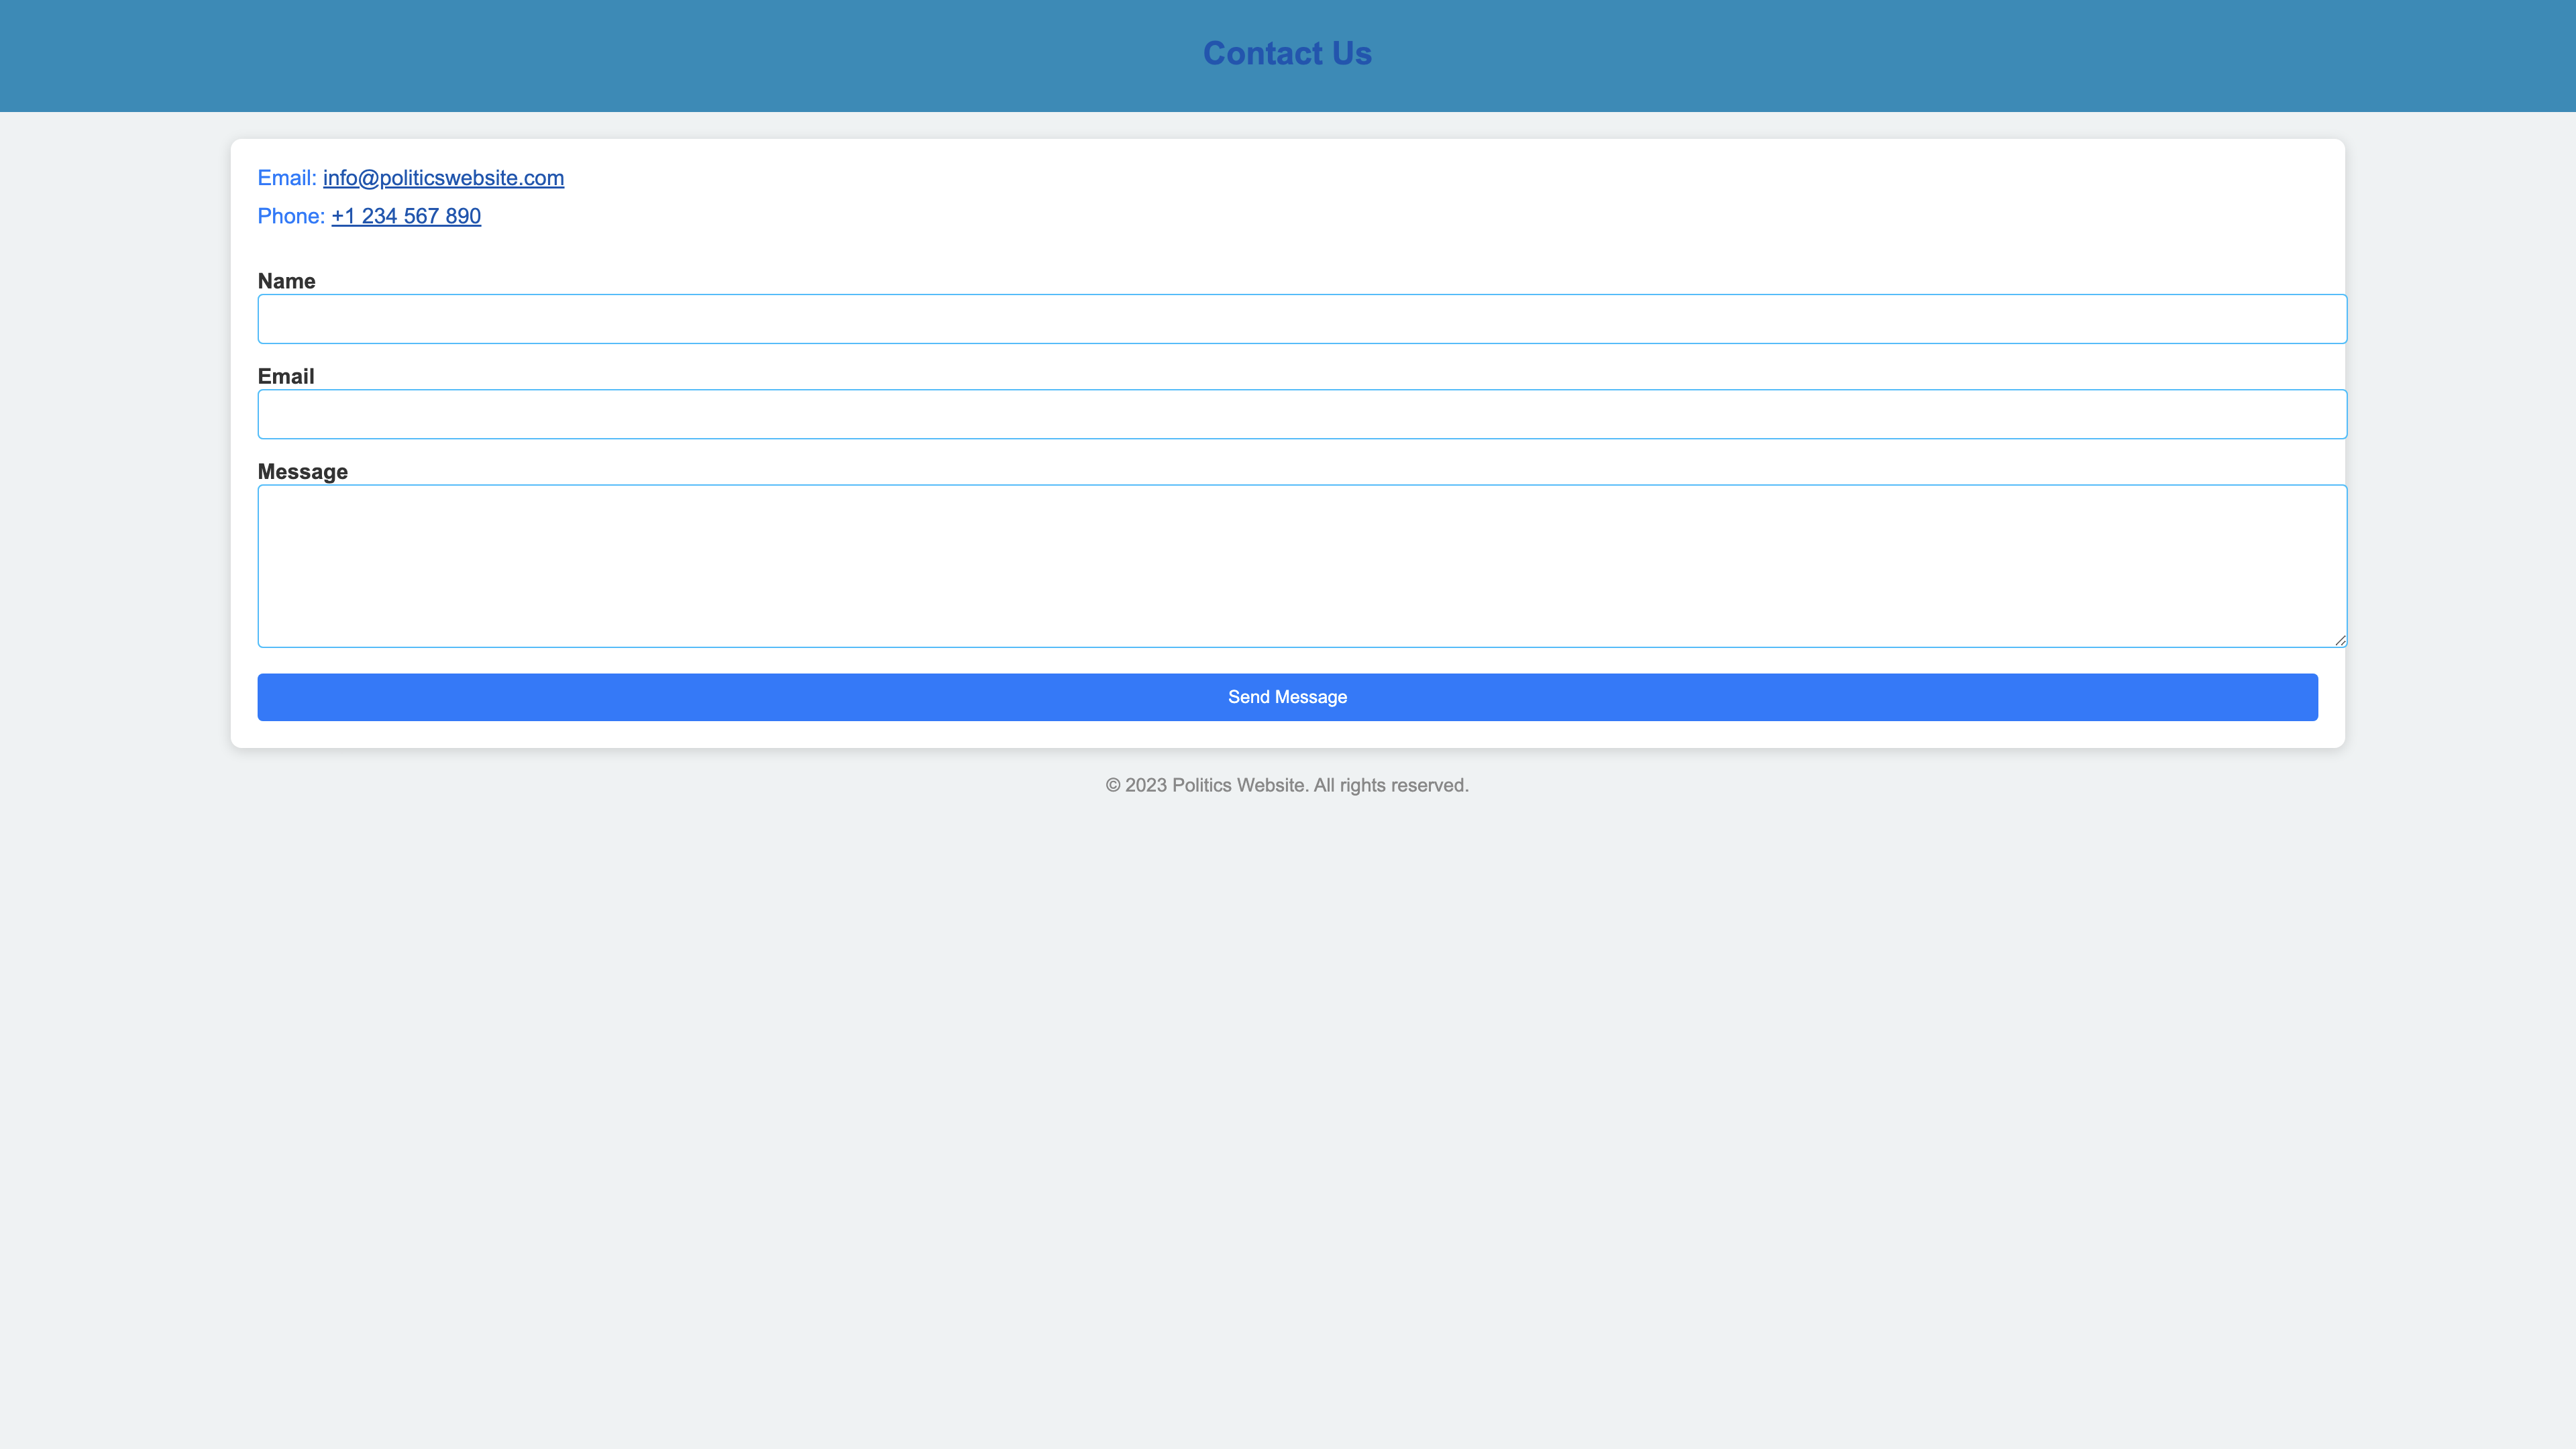 Contact Us
Email: info@politicswebsite.com
Phone: +1 234 567 890
Name
Email
Message
Send Message
© 2023 Politics Website. All rights reserved.